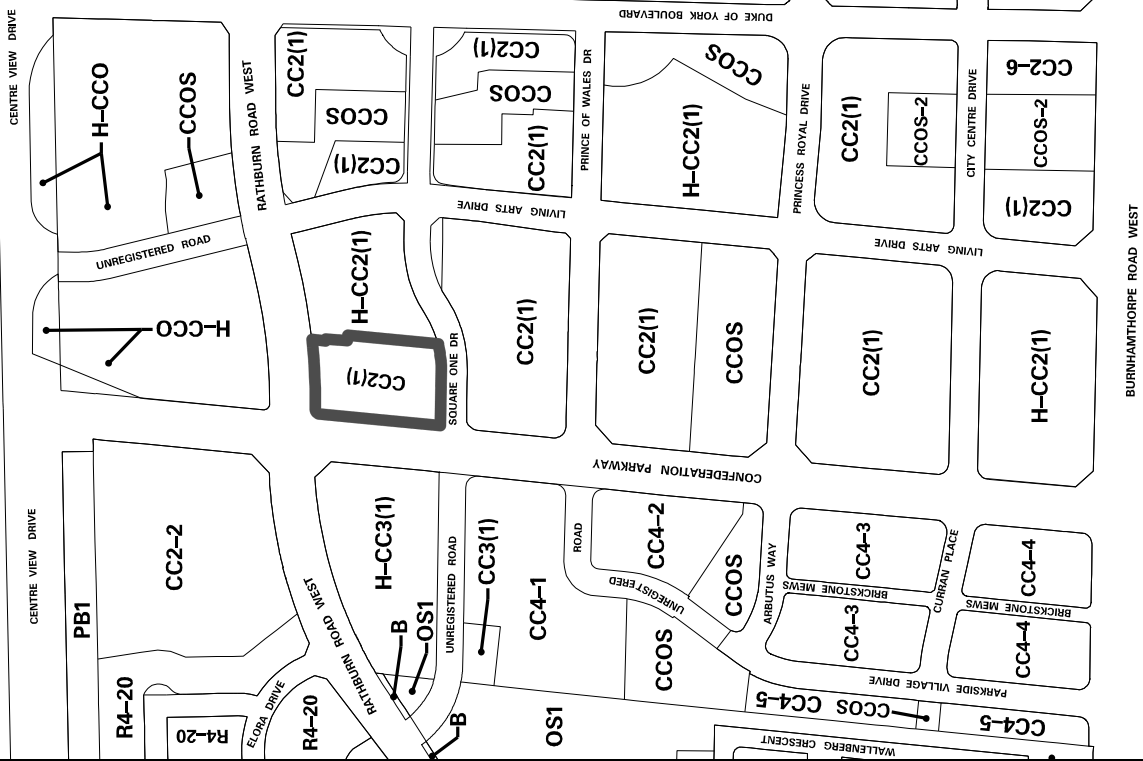 DUKE OF YORK BOULEVARD
CENTRE VIEW DRIVE
H–CCO
CCOS
RATHBURN ROAD WEST
CC2(1)
CCOS
CC2(1)
CC2(1)
CCOS
CC2(1)
PRINCE OF WALES DR
CCOS
H–CC2(1)
PRINCESS ROYAL DRIVE
CC2(1)
CCOS–2
CITY CENTRE DRIVE
CC2–6
CCOS–2
CC2(1)
LIVING ARTS DRIVE
LIVING ARTS DRIVE
UNREGISTERED ROAD
BURNHAMTHORPE ROAD WEST
H–CCO
H–CC2(1)
CC2(1)
SQUARE ONE DR
CC2(1)
CC2(1)
CCOS
CC2(1)
H–CC2(1)
CONFEDERATION PARKWAY
CENTRE VIEW DRIVE
PB1
CC2–2
H–CC3(1)
UNREGISTERED ROAD
CC3(1)
CC4–1
ROAD
UNREGISTERED
CC4–2
CCOS
ARBUTUS WAY
CC4–3
BRICKSTONE MEWS
CC4–3
CURRAN PLACE
CC4–4
BRICKSTONE MEWS
CC4–4
RATHBURN ROAD WEST
B
OS1
CCOS
PARKSIDE VILLAGE DRIVE
R4–20
R4–20
ELORA DRIVE
R4–20
B
OS1
CC4–5
CCOS
CC4–5
WALLENBERG CRESCENT